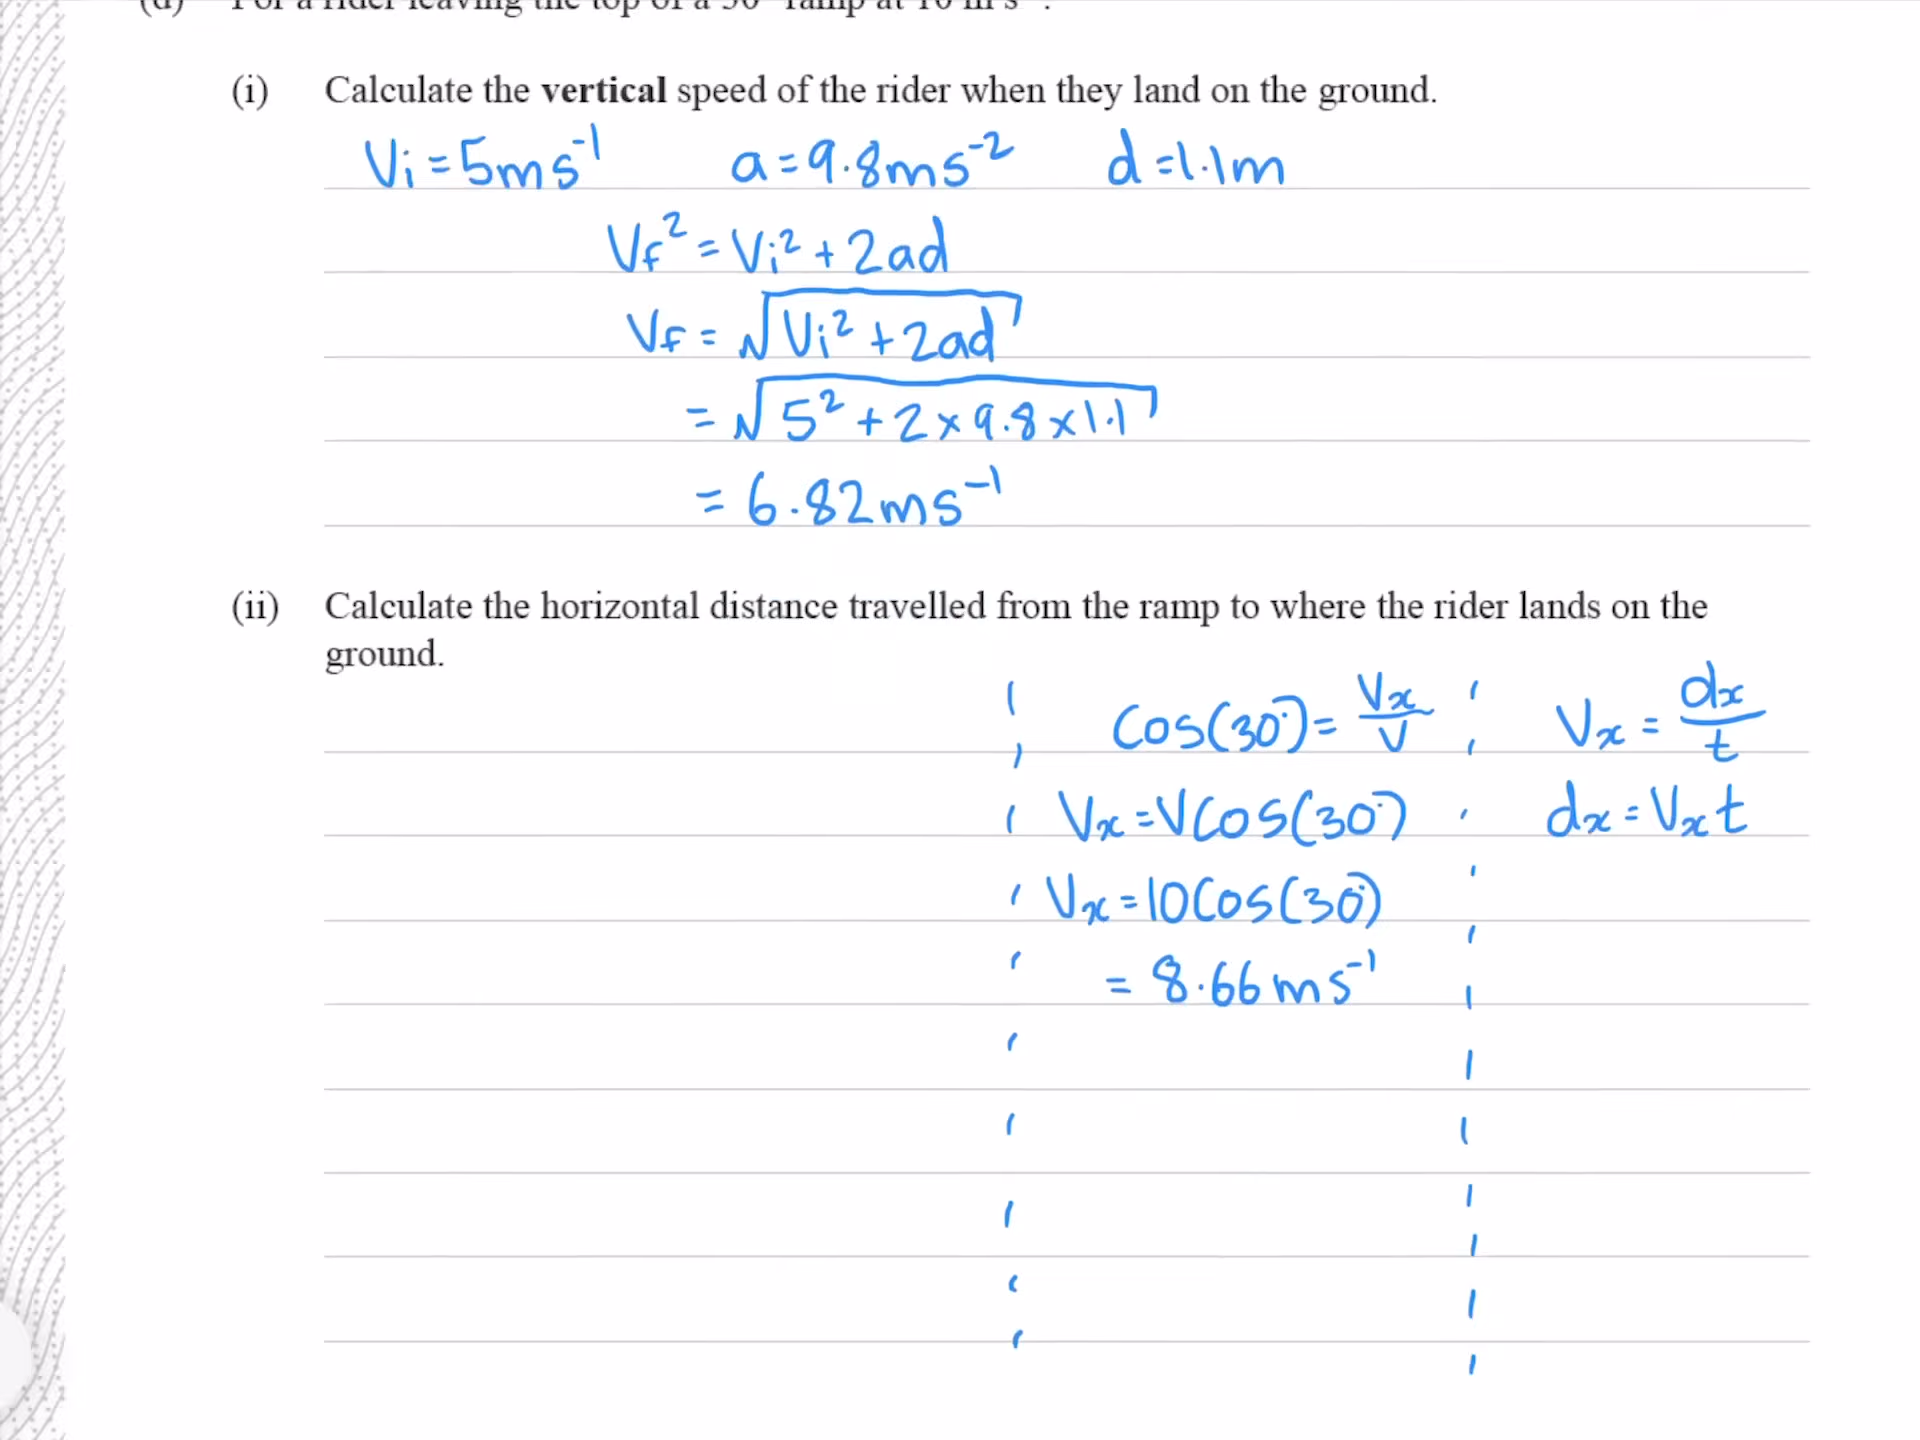 (i) Calculate the vertical speed of the rider when they land on the ground.
Vi = 5ms⁻¹ a = 9.8ms⁻² d = 1.1m
Vf² = Vi² + 2ad
Vf = √(Vi² + 2ad)
= √(5² + 2 × 9.8 × 1.1)
= 6.82ms⁻¹
(ii) Calculate the horizontal distance travelled from the ramp to where the rider lands on the
ground.
Cos(30°) = Vx/V
Vx = VCos(30°)
Vx = 10Cos(30°)
= 8.66ms⁻¹
Vx = dx/t
dx = Vxt